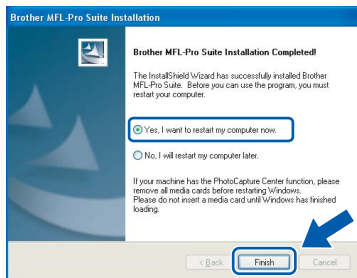 Brother MFL-Pro Suite Installation
Brother MFL-Pro Suite Installation Completed!
The InstallShield Wizard has successfully installed Brother
MFL-Pro Suite. Before you can use the program, you must
restart your computer.
Yes, I want to restart my computer now.
No, I will restart my computer later.
If your machine has the PhotoCapture Center function, please
remove all media cards before restarting Windows.
Please do not insert a media card until Windows has finished
loading.
< Back Finish Cancel